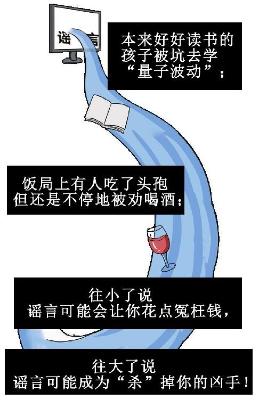 谣言
本来好好读书的
孩子被坑去学
“量子波动”；
饭局上有人吃了头孢
但还是不停地被劝喝酒；
往小了说
谣言可能会让你花点冤枉钱，
往大了说
谣言可能成为“杀”掉你的凶手！